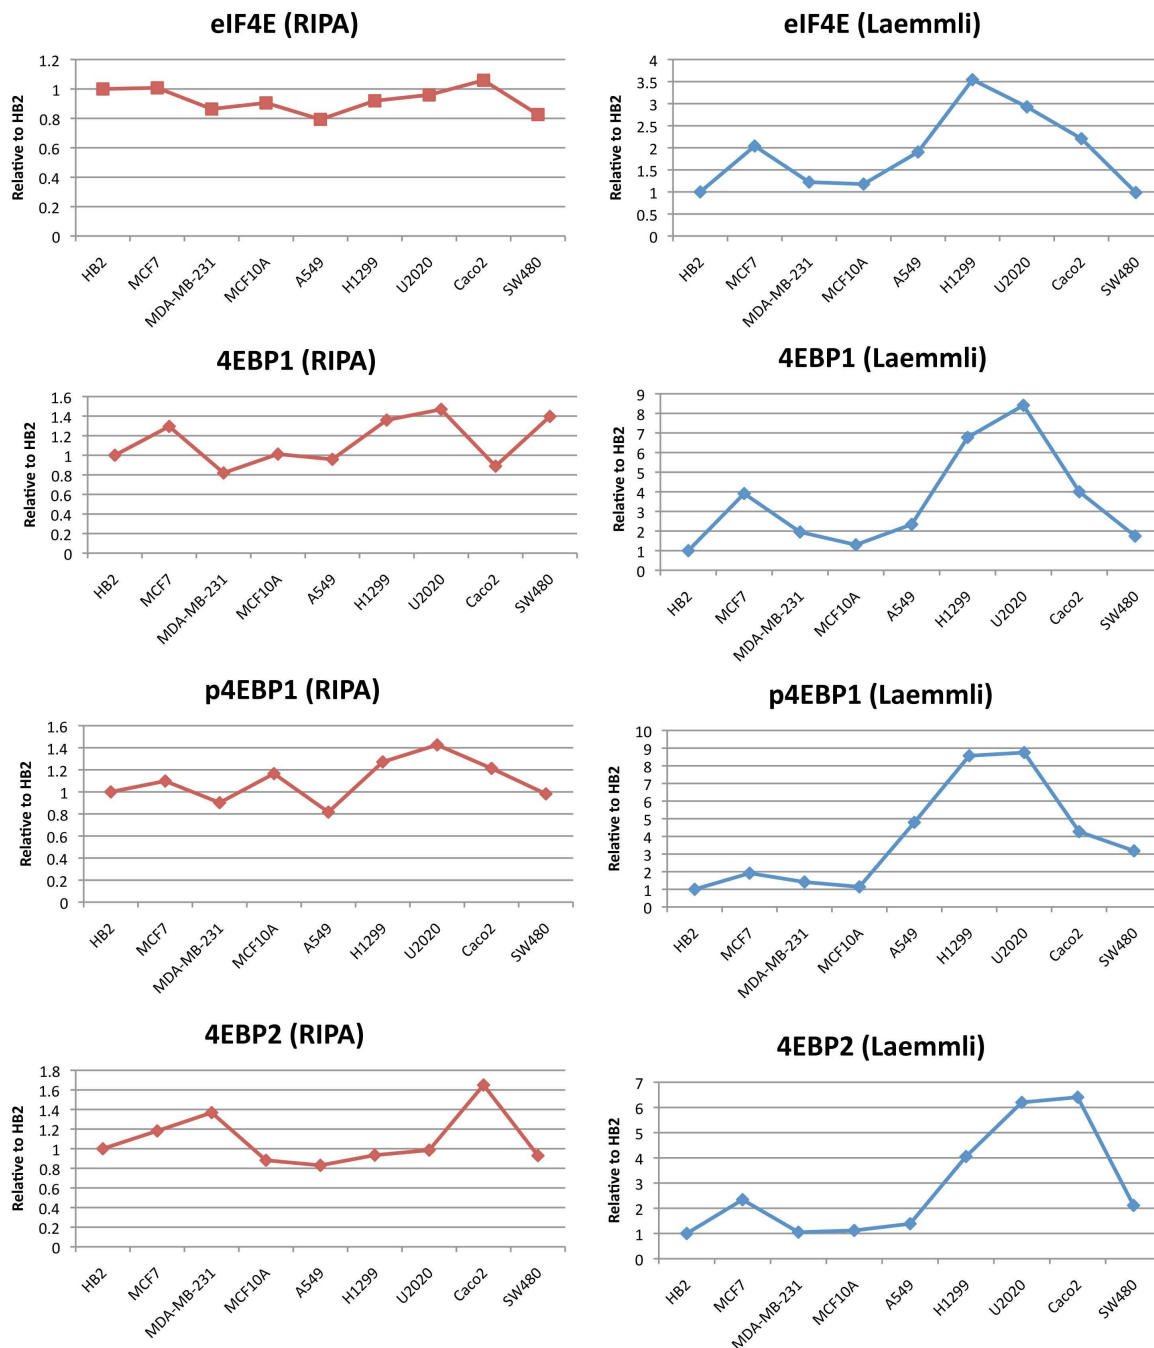 eIF4E (RIPA)
Relative to HB2
1.2
1
0.8
0.6
0.4
0.2
0
HB2
MCF7
MDA-MB-231
MCF10A
A549
H1299
U2020
Caco2
SW480
eIF4E (Laemmli)
Relative to HB2
4
3.5
3
2.5
2
1.5
1
0.5
0
HB2
MCF7
MDA-MB-231
MCF10A
A549
H1299
U2020
Caco2
SW480
4EBP1 (RIPA)
Relative to HB2
1.6
1.4
1.2
1
0.8
0.6
0.4
0.2
0
HB2
MCF7
MDA-MB-231
MCF10A
A549
H1299
U2020
Caco2
SW480
4EBP1 (Laemmli)
Relative to HB2
9
8
7
6
5
4
3
2
1
0
HB2
MCF7
MDA-MB-231
MCF10A
A549
H1299
U2020
Caco2
SW480
p4EBP1 (RIPA)
Relative to HB2
1.6
1.4
1.2
1
0.8
0.6
0.4
0.2
0
HB2
MCF7
MDA-MB-231
MCF10A
A549
H1299
U2020
Caco2
SW480
p4EBP1 (Laemmli)
Relative to HB2
10
9
8
7
6
5
4
3
2
1
0
HB2
MCF7
MDA-MB-231
MCF10A
A549
H1299
U2020
Caco2
SW480
4EBP2 (RIPA)
Relative to HB2
1.8
1.6
1.4
1.2
1
0.8
0.6
0.4
0.2
0
HB2
MCF7
MDA-MB-231
MCF10A
A549
H1299
U2020
Caco2
SW480
4EBP2 (Laemmli)
Relative to HB2
7
6
5
4
3
2
1
0
HB2
MCF7
MDA-MB-231
MCF10A
A549
H1299
U2020
Caco2
SW480